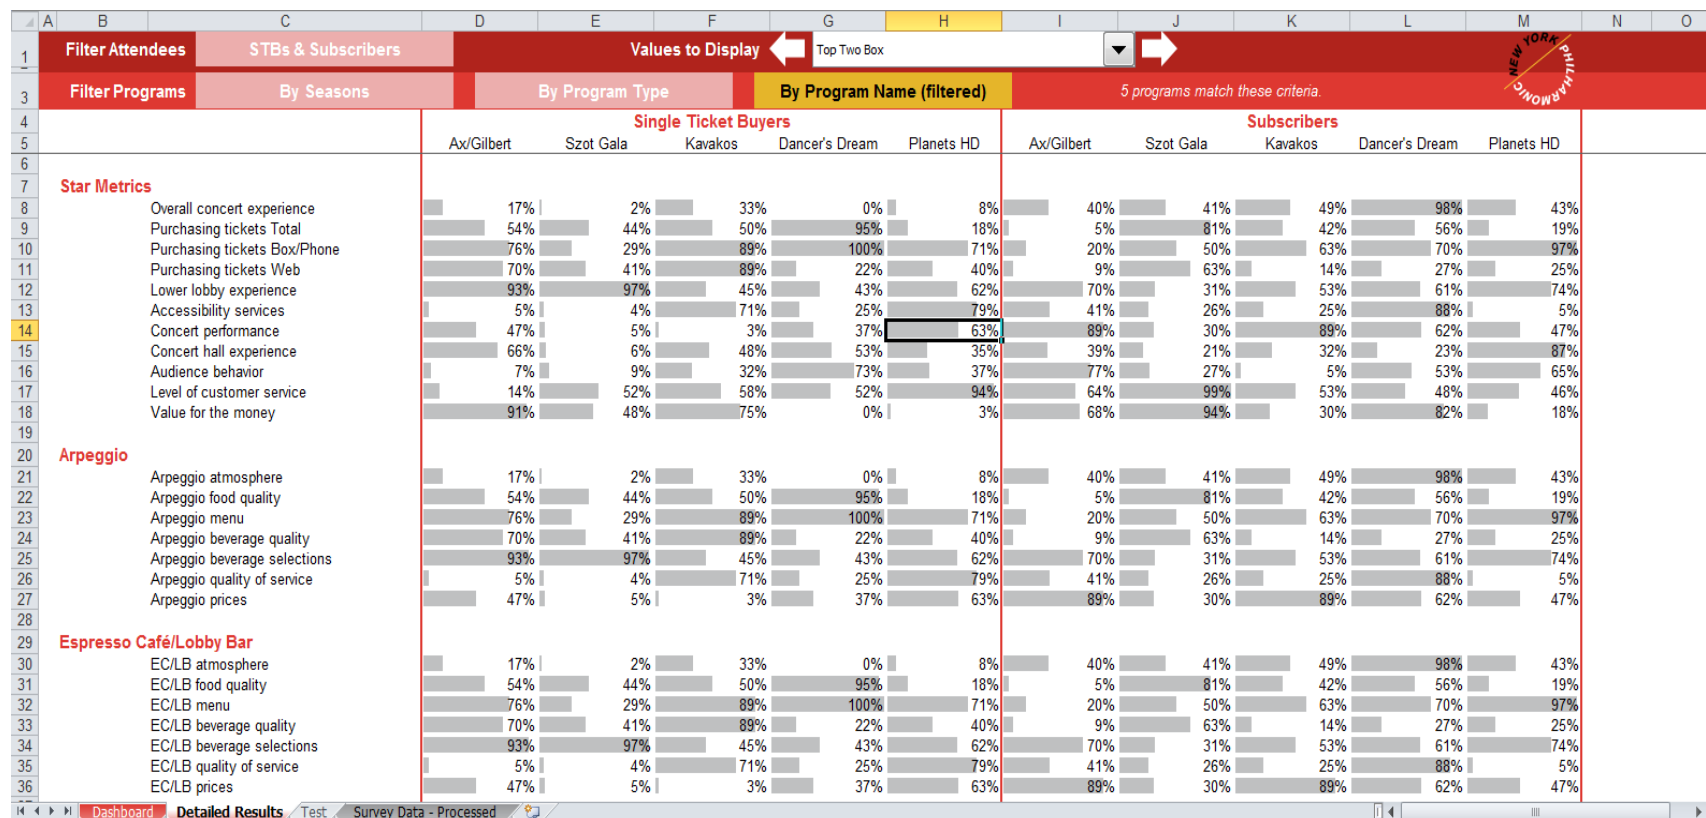 A B C D E F G H I J K L M N O
1 Filter Attendees STBs & Subscribers Values to Display Top Two Box NEW YORK PHILHARMONIC
3 Filter Programs By Seasons By Program Type By Program Name (filtered) 5 programs match these criteria.
4 Single Ticket Buyers Subscribers
5 Ax/Gilbert Szot Gala Kavakos Dancer's Dream Planets HD Ax/Gilbert Szot Gala Kavakos Dancer's Dream Planets HD
6
7 Star Metrics
8 Overall concert experience 17% 2% 33% 0% 8% 40% 41% 49% 98% 43%
9 Purchasing tickets Total 54% 44% 50% 95% 18% 5% 81% 42% 56% 19%
10 Purchasing tickets Box/Phone 76% 29% 89% 100% 71% 20% 50% 63% 70% 97%
11 Purchasing tickets Web 70% 41% 89% 22% 40% 9% 63% 14% 27% 25%
12 Lower lobby experience 93% 97% 45% 43% 62% 70% 31% 53% 61% 74%
13 Accessibility services 5% 4% 71% 25% 79% 41% 26% 25% 88% 5%
14 Concert performance 47% 5% 3% 37% 63% 89% 30% 89% 62% 47%
15 Concert hall experience 66% 6% 48% 53% 35% 39% 21% 32% 23% 87%
16 Audience behavior 7% 9% 32% 73% 37% 77% 27% 5% 53% 65%
17 Level of customer service 14% 52% 58% 52% 94% 64% 99% 53% 48% 46%
18 Value for the money 91% 48% 75% 0% 3% 68% 94% 30% 82% 18%
19
20 Arpeggio
21 Arpeggio atmosphere 17% 2% 33% 0% 8% 40% 41% 49% 98% 43%
22 Arpeggio food quality 54% 44% 50% 95% 18% 5% 81% 42% 56% 19%
23 Arpeggio menu 76% 29% 89% 100% 71% 20% 50% 63% 70% 97%
24 Arpeggio beverage quality 70% 41% 89% 22% 40% 9% 63% 14% 27% 25%
25 Arpeggio beverage selections 93% 97% 45% 43% 62% 70% 31% 53% 61% 74%
26 Arpeggio quality of service 5% 4% 71% 25% 79% 41% 26% 25% 88% 5%
27 Arpeggio prices 47% 5% 3% 37% 63% 89% 30% 89% 62% 47%
28
29 Espresso Café/Lobby Bar
30 EC/LB atmosphere 17% 2% 33% 0% 8% 40% 41% 49% 98% 43%
31 EC/LB food quality 54% 44% 50% 95% 18% 5% 81% 42% 56% 19%
32 EC/LB menu 76% 29% 89% 100% 71% 20% 50% 63% 70% 97%
33 EC/LB beverage quality 70% 41% 89% 22% 40% 9% 63% 14% 27% 25%
34 EC/LB beverage selections 93% 97% 45% 43% 62% 70% 31% 53% 61% 74%
35 EC/LB quality of service 5% 4% 71% 25% 79% 41% 26% 25% 88% 5%
36 EC/LB prices 47% 5% 3% 37% 63% 89% 30% 89% 62% 47%
Dashboard Detailed Results Test Survey Data - Processed